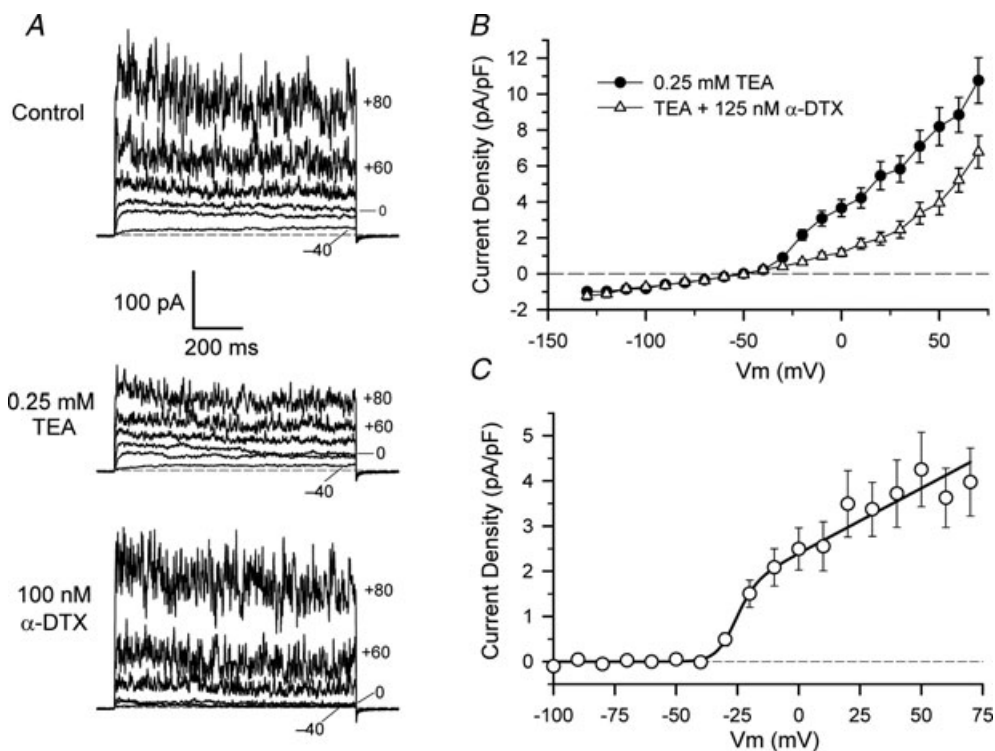 A
Control
+80
+60
0
–40
100 pA
200 ms
0.25 mM
TEA
+80
+60
0
–40
100 nM
α-DTX
+80
+60
0
–40
B
Current Density (pA/pF)
12
10
8
6
4
2
0
-2
0.25 mM TEA
TEA + 125 nM α-DTX
-150 -100 -50 0 50
Vm (mV)
C
Current Density (pA/pF)
5
4
3
2
1
0
-100 -75 -50 -25 0 25 50 75
Vm (mV)